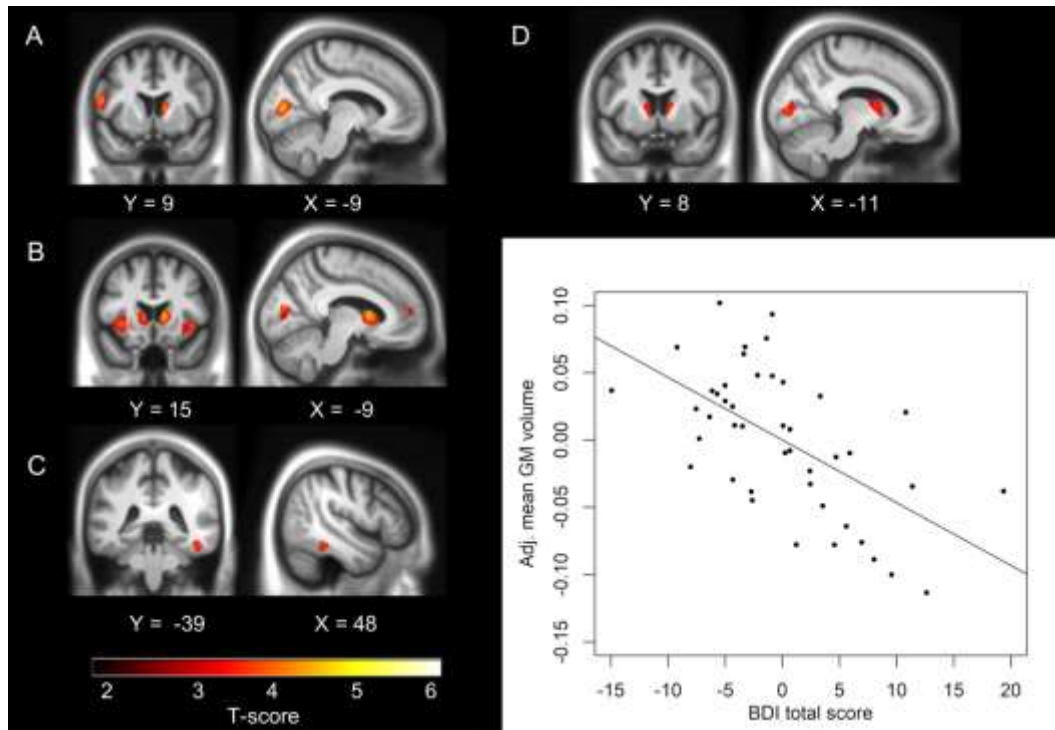 A
Y = 9
X = -9
B
Y = 15
X = -9
C
Y = -39
X = 48
2 3 4 5 6
T-score
D
Y = 8
X = -11
Adj. mean GM volume
0.10
0.05
0.00
-0.05
-0.10
-0.15
-15 -10 -5 0 5 10 15 20
BDI total score